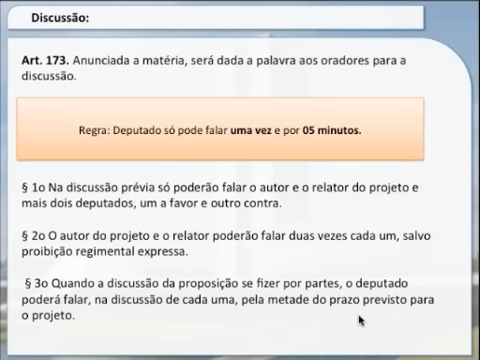 Discussão:
Art. 173. Anunciada a matéria, será dada a palavra aos oradores para a
discussão.
Regra: Deputado só pode falar uma vez e por 05 minutos.
§ 1o Na discussão prévia só poderão falar o autor e o relator do projeto e
mais dois deputados, um a favor e outro contra.
§ 2o O autor do projeto e o relator poderão falar duas vezes cada um, salvo
proibição regimental expressa.
§ 3o Quando a discussão da proposição se fizer por partes, o deputado
poderá falar, na discussão de cada uma, pela metade do prazo previsto para
o projeto.